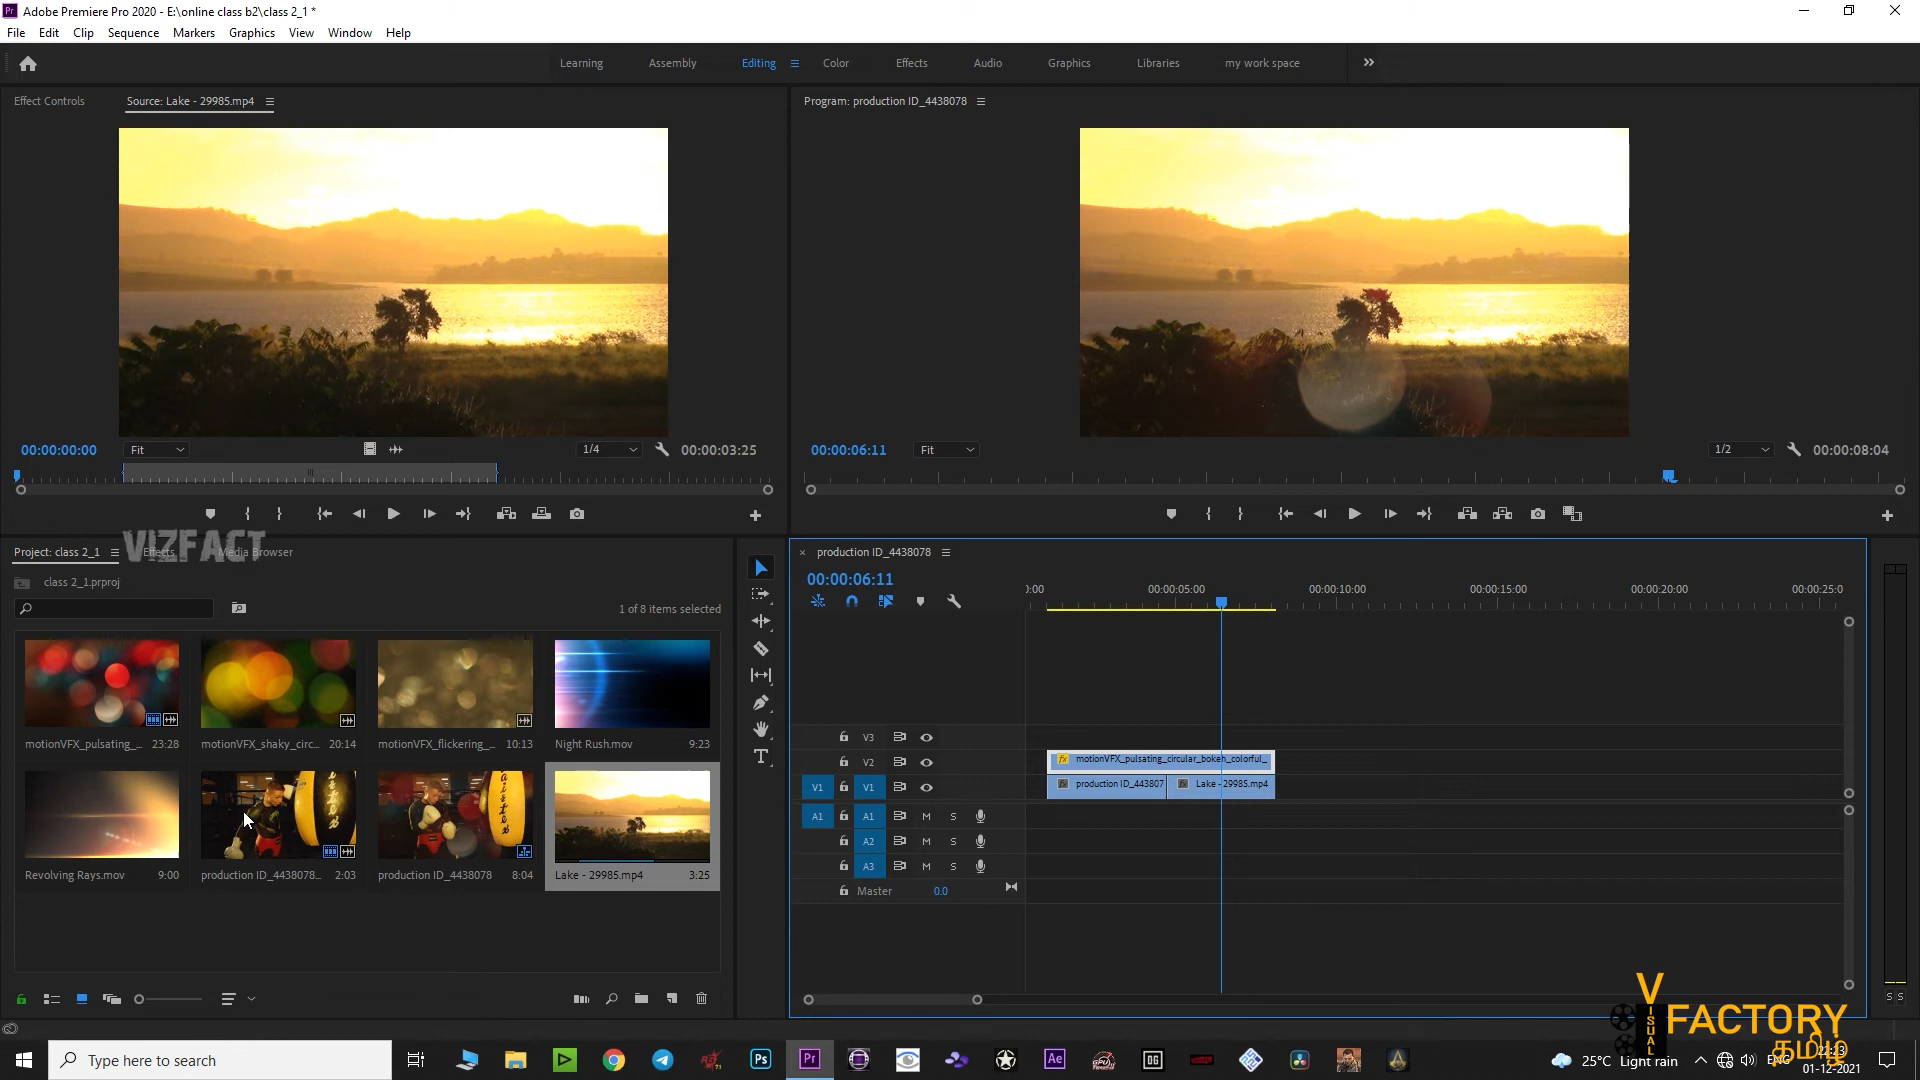 Adobe Premiere Pro 2020 - E:\online class b2\class 2_1 *
File Edit Clip Sequence Markers Graphics View Window Help
Learning Assembly Editing Color Effects Audio Graphics Libraries my work space
Effect Controls Source: Lake - 29985.mp4
Program: production ID_4438078
00:00:00:00 Fit 1/4 00:00:03:25
00:00:06:11 Fit 1/2 00:00:08:04
Project: class 2_1 Effects Media Browser
VIZFACT
class 2_1.prproj
1 of 8 items selected
motionVFX_pulsating_... 23:28
motionVFX_shaky_circ... 20:14
motionVFX_flickering_... 10:13
Night Rush.mov 9:23
Revolving Rays.mov 9:00
production ID_4438078... 2:03
production ID_4438078 8:04
Lake - 29985.mp4 3:25
production ID_4438078
00:00:06:11
:00 00:00:05:00 00:00:10:00 00:00:15:00 00:00:20:00 00:00:25:0
V3
V2 motionVFX_pulsating_circular_bokeh_colorful_
V1 V1 production ID_443807 Lake - 29985.mp4
A1 A1 M S
A2 M S
A3 M S
Master 0.0
S S
VISUAL
FACTORY
தமிழ்
Type here to search
25°C Light rain
ENG
22:23
01-12-2021